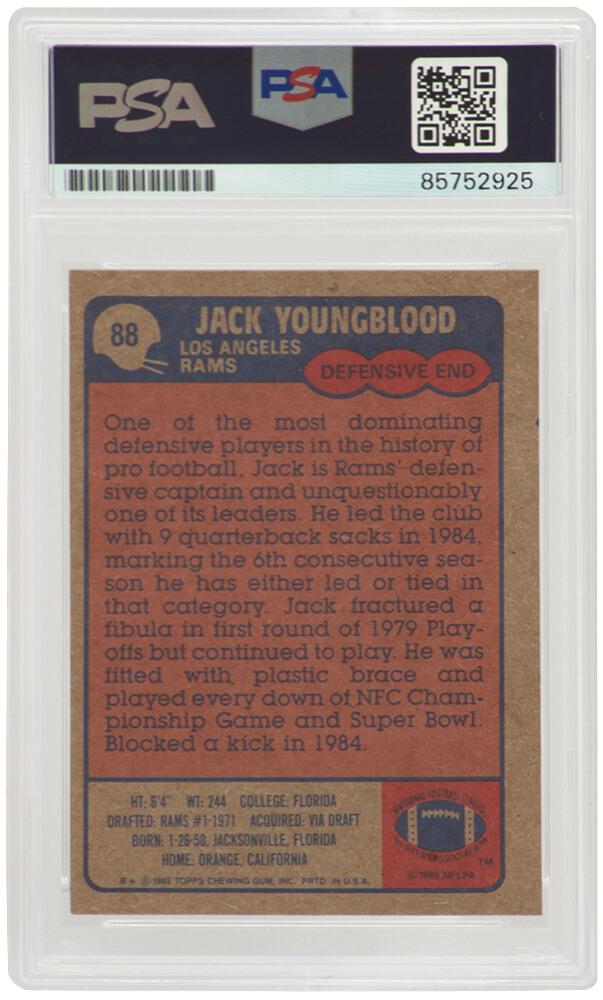 PSA
PSA
85752925
88
JACK YOUNGBLOOD
LOS ANGELES
RAMS
DEFENSIVE END
One of the most dominating
defensive players in the history of
pro football, Jack is Rams' defen-
sive captain and unquestionably
one of its leaders. He led the club
with 9 quarterback sacks in 1984,
marking the 6th consecutive sea-
son he has either led or tied in
that category. Jack fractured a
fibula in first round of 1979 Play-
offs but continued to play. He was
fitted with plastic brace and
played every down of NFC Cham-
pionship Game and Super Bowl.
Blocked a kick in 1984.
HT: 6'4" WT: 244 COLLEGE: FLORIDA
DRAFTED: RAMS #1-1971 ACQUIRED: VIA DRAFT
BORN: 1-26-50, JACKSONVILLE, FLORIDA
HOME: ORANGE, CALIFORNIA
B* © 1985 TOPPS CHEWING GUM, INC. PRTD. IN U.S.A.
NATIONAL FOOTBALL LEAGUE
PLAYERS ASSOCIATION
TM
© 1985 NFLPA